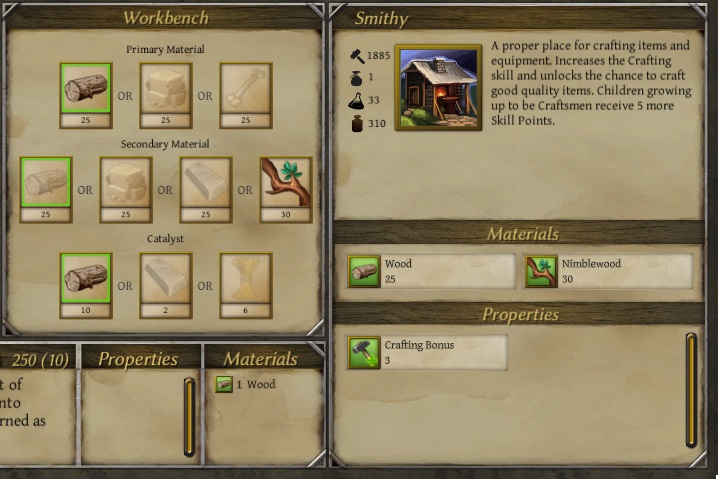 Workbench
Primary Material
25 OR 25 OR 25
Secondary Material
25 OR 25 OR 25 OR 30
Catalyst
10 OR 2 OR 6
250 (10)
t of
nto
rned as
Properties
Materials
1 Wood
Smithy
1885
1
33
310
A proper place for crafting items and
equipment. Increases the Crafting
skill and unlocks the chance to craft
good quality items. Children growing
up to be Craftsmen receive 5 more
Skill Points.
Materials
Wood
25
Nimblewood
30
Properties
Crafting Bonus
3